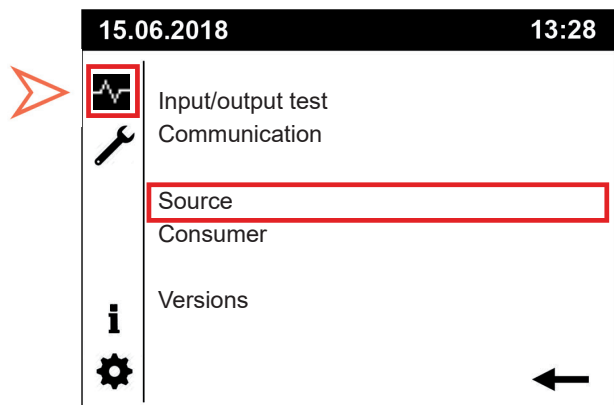 15.06.2018 13:28
Input/output test
Communication
Source
Consumer
Versions
i